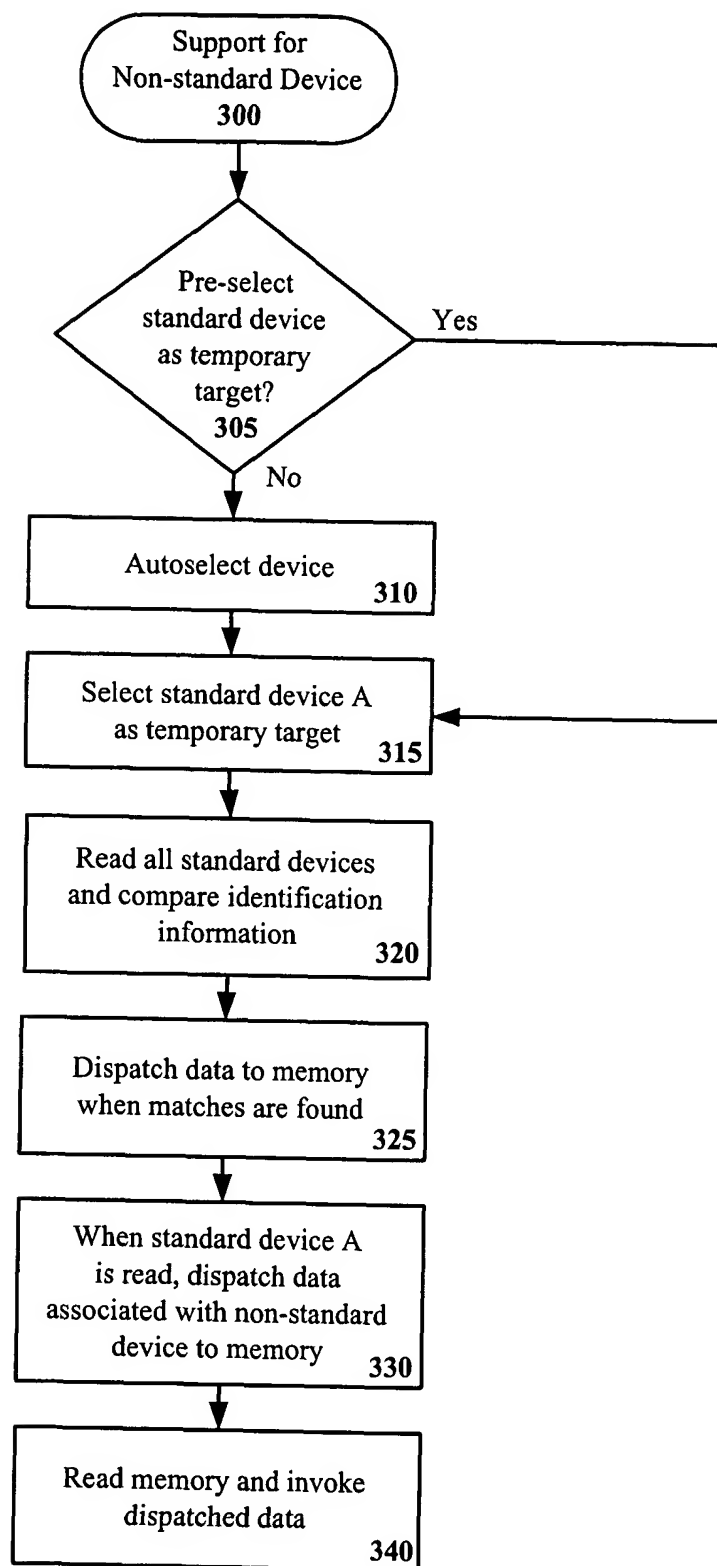 Support for
Non-standard Device
300
Pre-select
standard device
as temporary
target?
305
Yes
No
Autoselect device
310
Select standard device A
as temporary target
315
Read all standard devices
and compare identification
information
320
Dispatch data to memory
when matches are found
325
When standard device A
is read, dispatch data
associated with non-standard
device to memory
330
Read memory and invoke
dispatched data
340